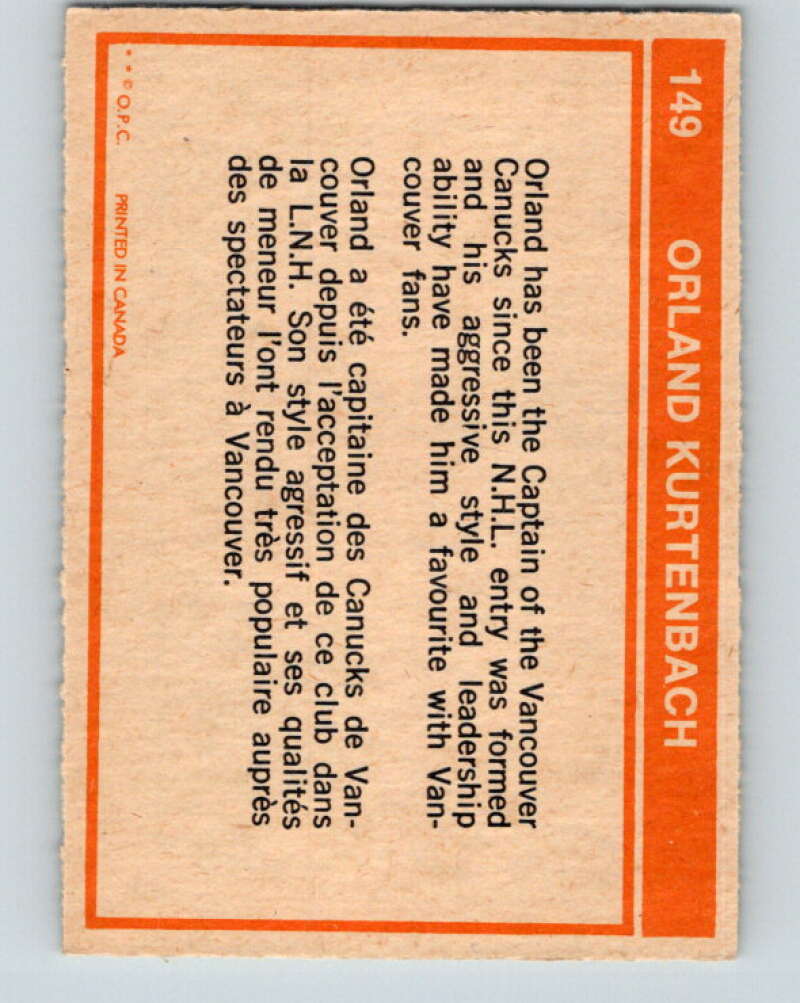 149 ORLAND KURTENBACH
Orland has been the Captain of the Vancouver
Canucks since this N.H.L. entry was formed
and his aggressive style and leadership
ability have made him a favourite with Van-
couver fans.
Orland a été capitaine des Canucks de Van-
couver depuis l'acceptation de ce club dans
la L.N.H. Son style agressif et ses qualités
de meneur l'ont rendu très populaire auprès
des spectateurs à Vancouver.
* * © O.P.C. PRINTED IN CANADA